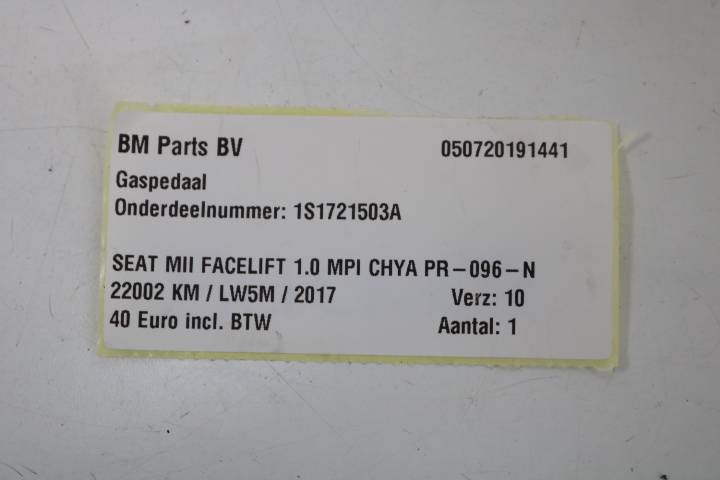 BM Parts BV 050720191441
Gaspedaal
Onderdeelnummer: 1S1721503A
SEAT MII FACELIFT 1.0 MPI CHYA PR-096-N
22002 KM / LW5M / 2017 Verz: 10
40 Euro incl. BTW Aantal: 1